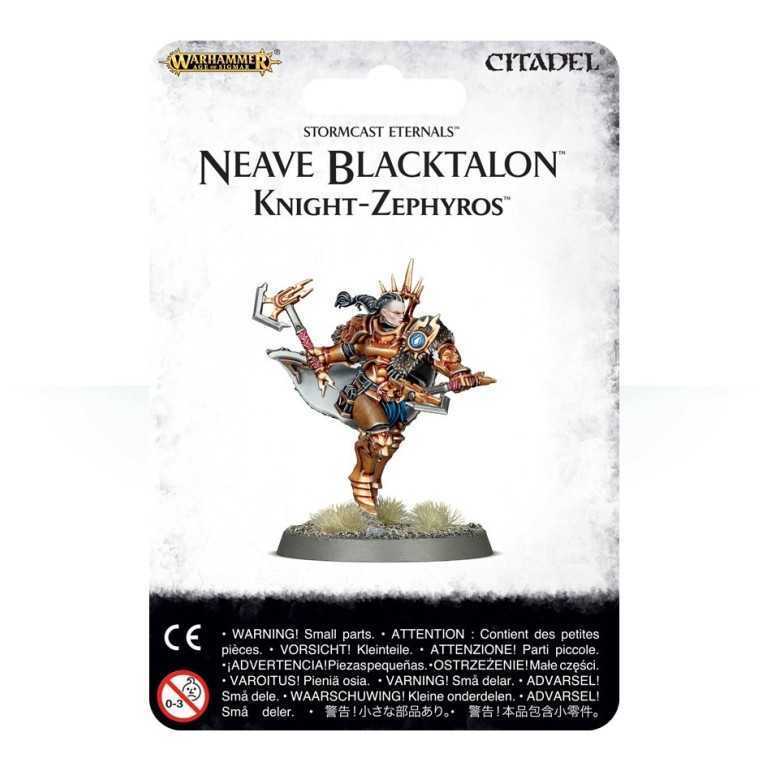 WARHAMMER
AGE OF SIGMAR
CITADEL
STORMCAST ETERNALS™
NEAVE BLACKTALON™
KNIGHT-ZEPHYROS™
CE
0-3
• WARNING! Small parts. • ATTENTION : Contient des petites
pièces. • VORSICHT! Kleinteile. • ATTENZIONE! Parti piccole.
•¡ADVERTENCIA!Piezaspequeñas.•OSTRZEŻENIE!Małe części.
• VAROITUS! Pieniä osia. • VARNING! Små delar. • ADVARSEL!
Små dele. • WAARSCHUWING! Kleine onderdelen. • ADVARSEL!
Små deler. • 警告!小さな部品あり。• 警告!本品包含小零件。